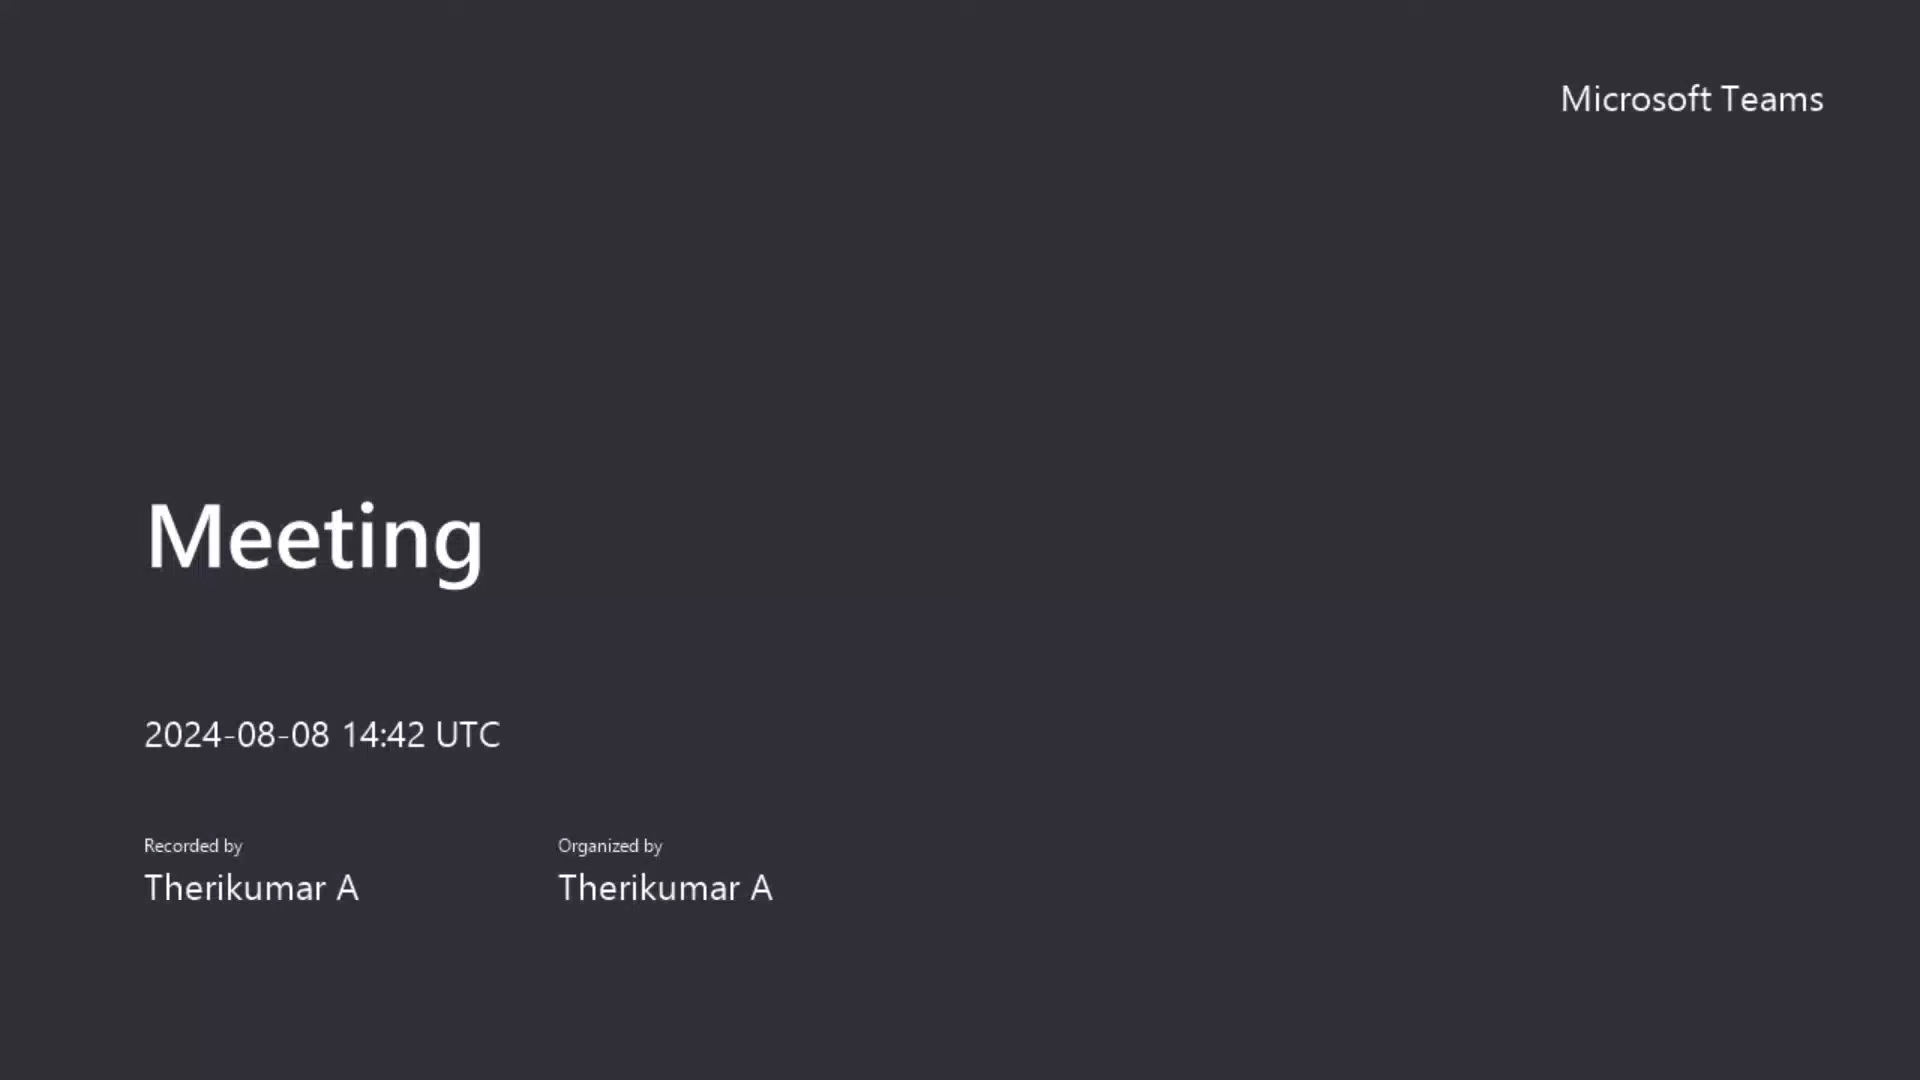 Microsoft Teams
Meeting
2024-08-08 14:42 UTC
Recorded by
Therikumar A
Organized by
Therikumar A